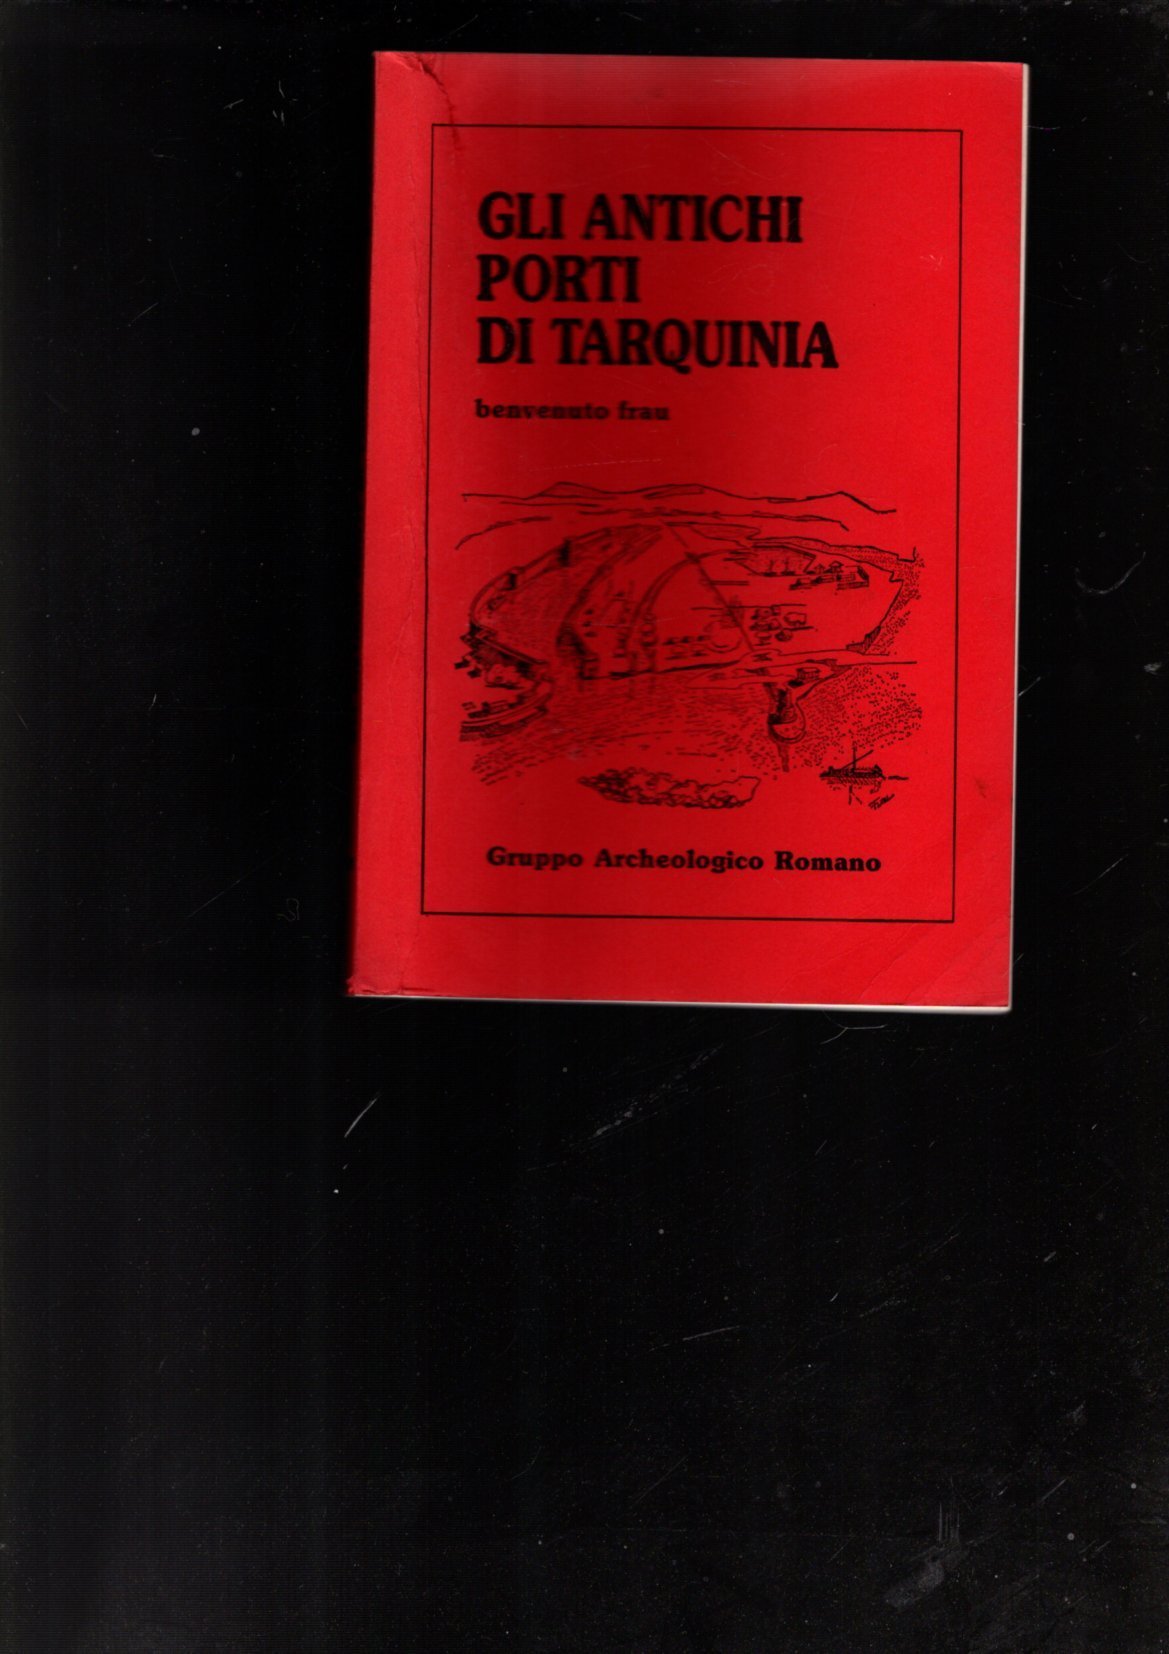 GLI ANTICHI
PORTI
DI TARQUINIA
benvenuto frau
Gruppo Archeologico Romano